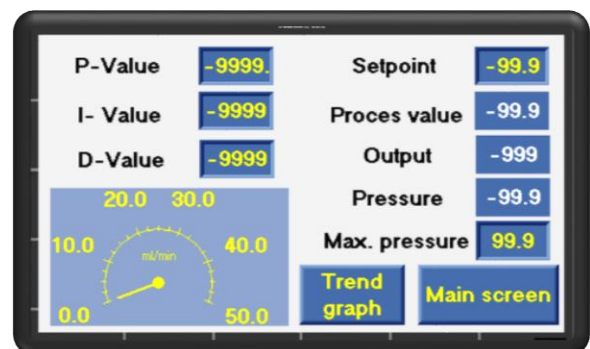 P-Value -9999. Setpoint -99.9
I- Value -9999 Proces value -99.9
D-Value -9999 Output -999
Pressure -99.9
Max. pressure 99.9
20.0 30.0
10.0 ml/min 40.0
0.0 50.0
Trend graph
Main screen